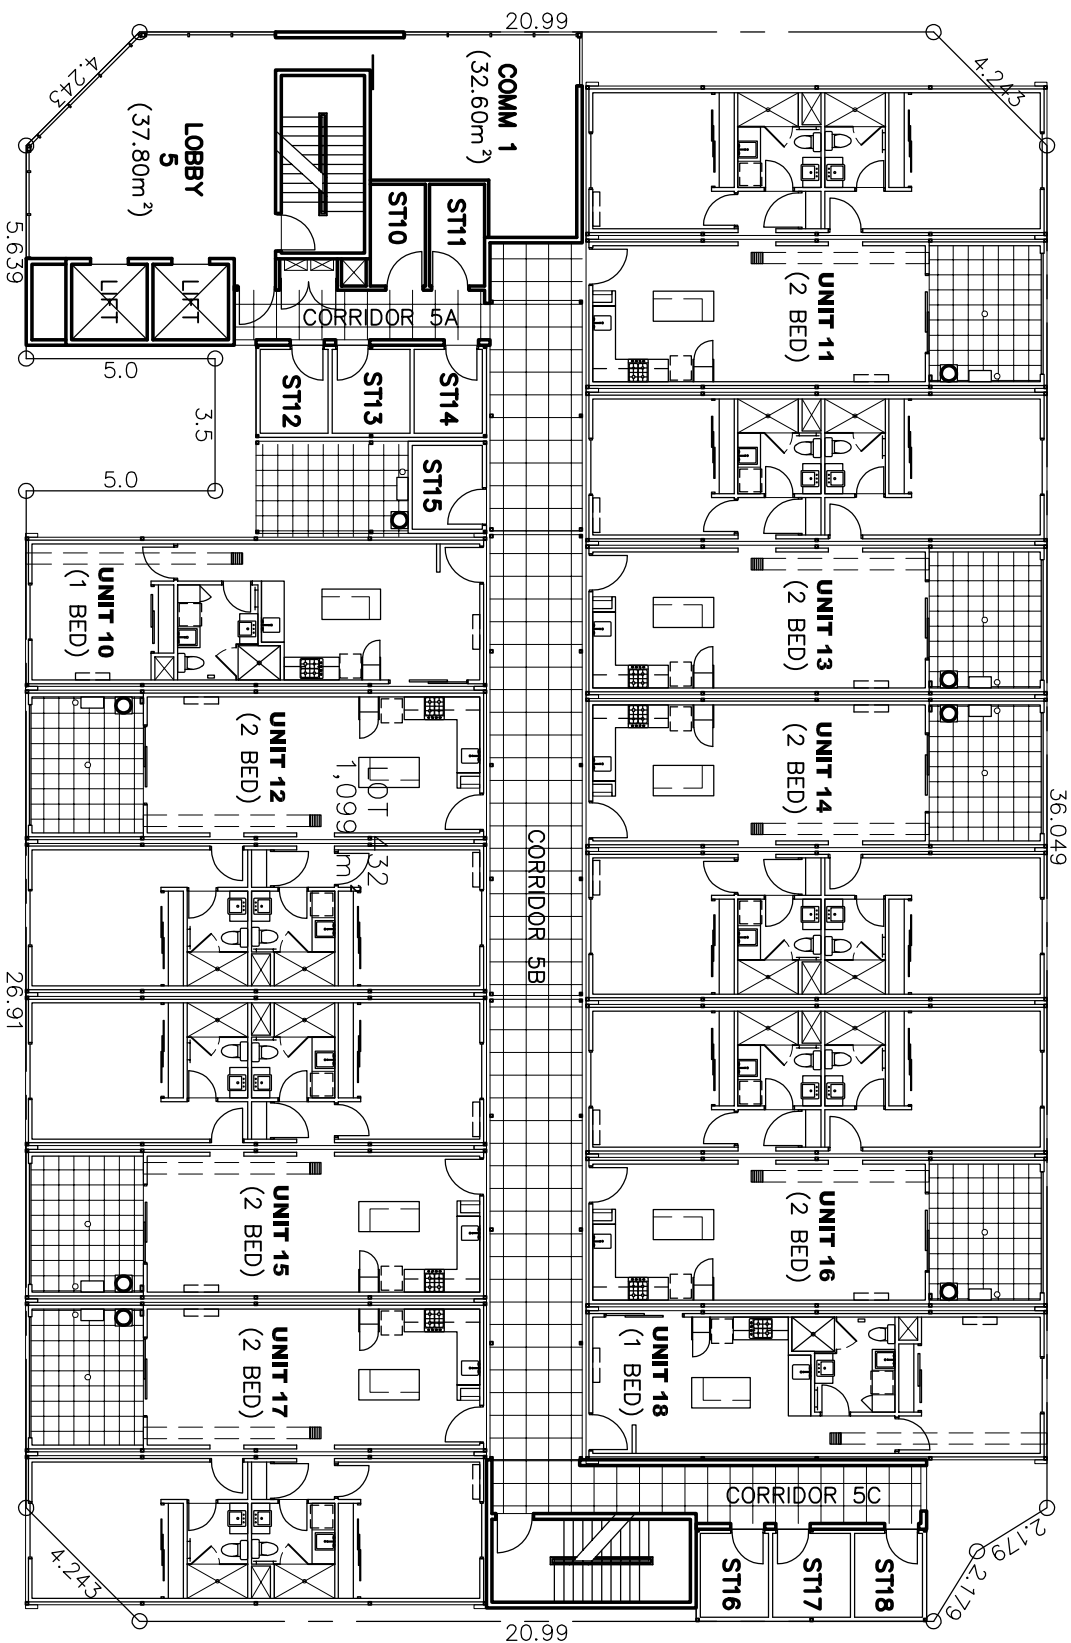 20.99
4.243
4.243
COMM 1
(32.60m²)
LOBBY
5
(37.80m²)
ST10
ST11
5.639
LIFT
LIFT
CORRIDOR 5A
UNIT 11
(2 BED)
5.0
3.5
5.0
ST12
ST13
ST14
ST15
UNIT 10
(1 BED)
UNIT 13
(2 BED)
UNIT 12
(2 BED)
UNIT 14
(2 BED)
LOT 432
1,099 m²
36.049
CORRIDOR 5B
26.91
UNIT 15
(2 BED)
UNIT 16
(2 BED)
UNIT 17
(2 BED)
UNIT 18
(1 BED)
CORRIDOR 5C
ST16
ST17
ST18
2.179
2.179
4.243
20.99